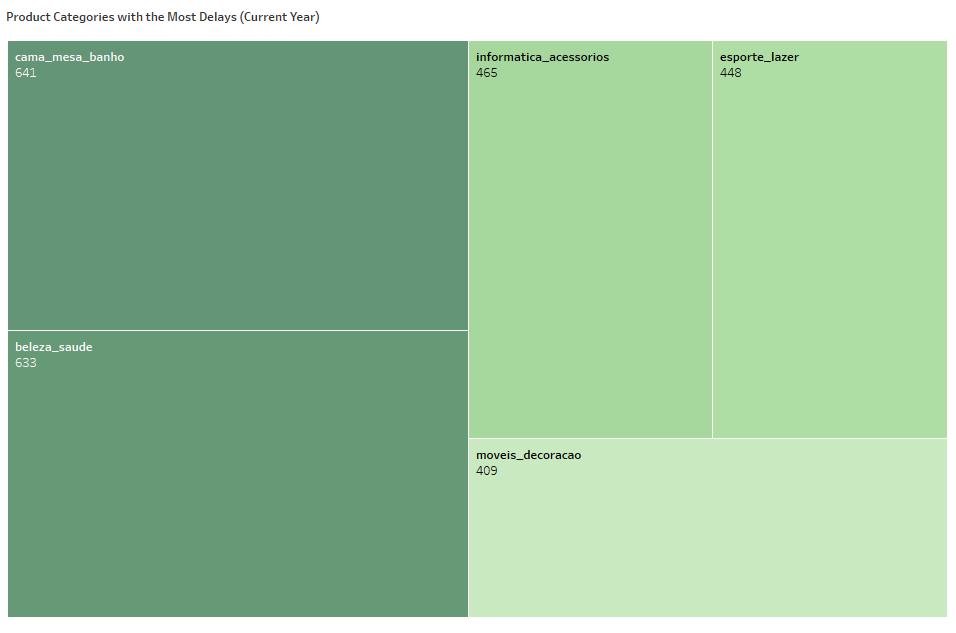 Product Categories with the Most Delays (Current Year)
cama_mesa_banho
641
beleza_saude
633
informatica_acessorios
465
esporte_lazer
448
moveis_decoracao
409